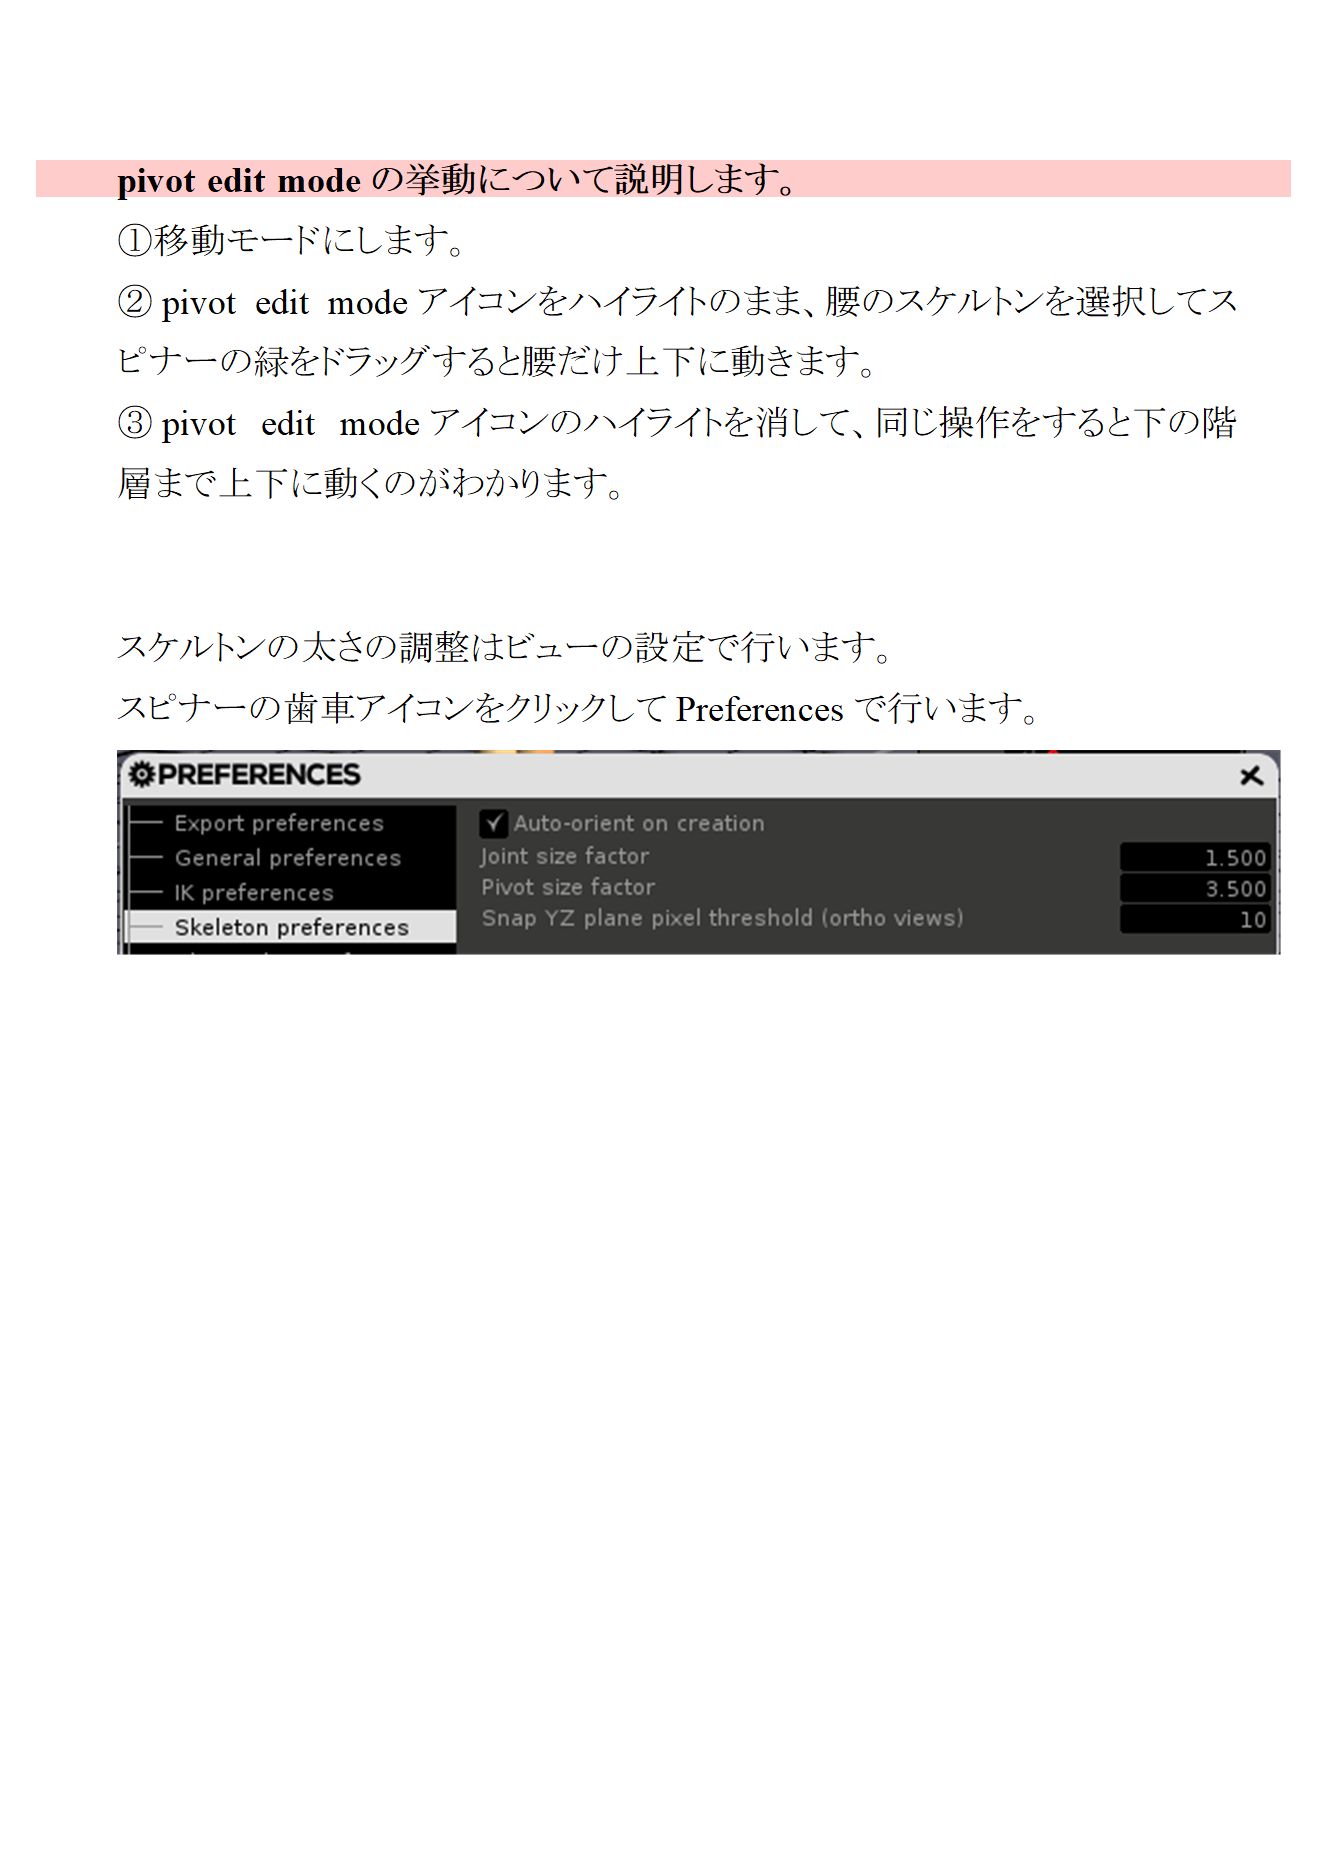 pivot edit mode の挙動について説明します。
①移動モードにします。
② pivot edit mode アイコンをハイライトのまま、腰のスケルトンを選択してス
ピナーの緑をドラッグすると腰だけ上下に動きます。
③ pivot edit mode アイコンのハイライトを消して、同じ操作をすると下の階
層まで上下に動くのがわかります。
スケルトンの太さの調整はビューの設定で行います。
スピナーの歯車アイコンをクリックして Preferences で行います。
PREFERENCES
Export preferences
General preferences
IK preferences
Skeleton preferences
Auto-orient on creation
Joint size factor 1.500
Pivot size factor 3.500
Snap YZ plane pixel threshold (ortho views) 10